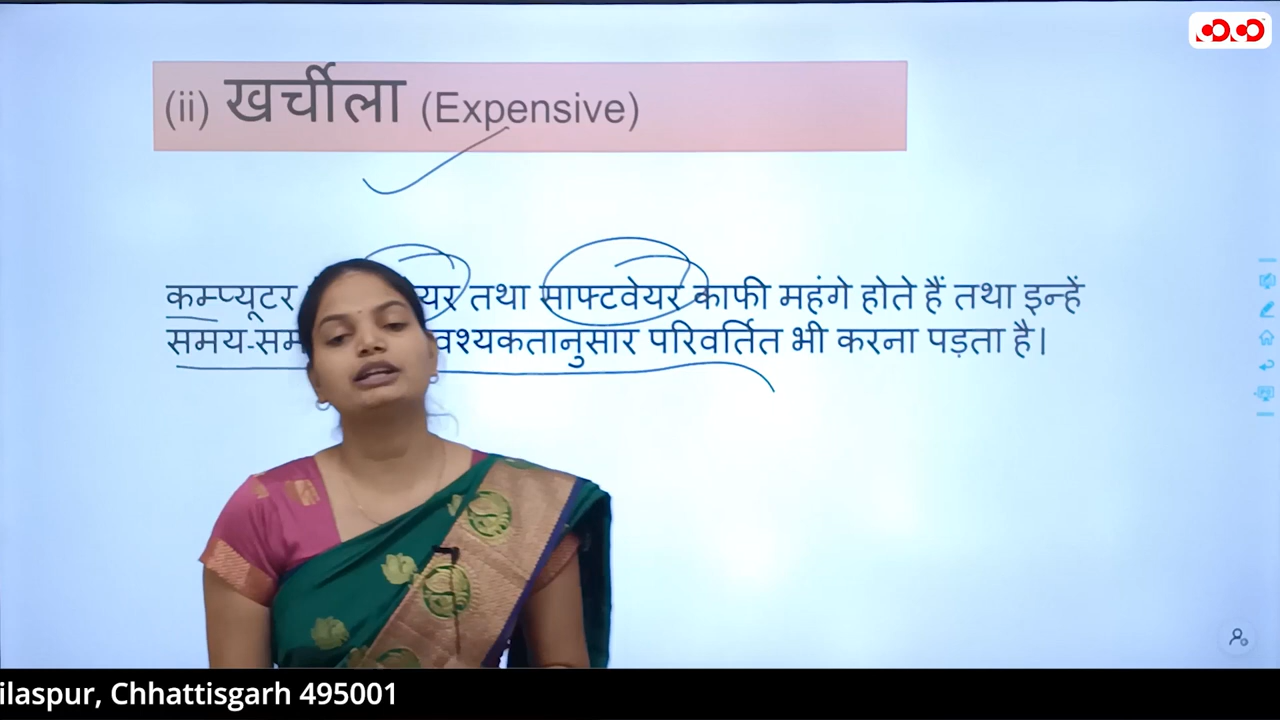 (ii) खर्चीला (Expensive)
कम्प्यूटर यर तथा साफ्टवेयर काफी महंगे होते हैं तथा इन्हें
समय-सम वश्यकतानुसार परिवर्तित भी करना पड़ता है।
ilaspur, Chhattisgarh 495001